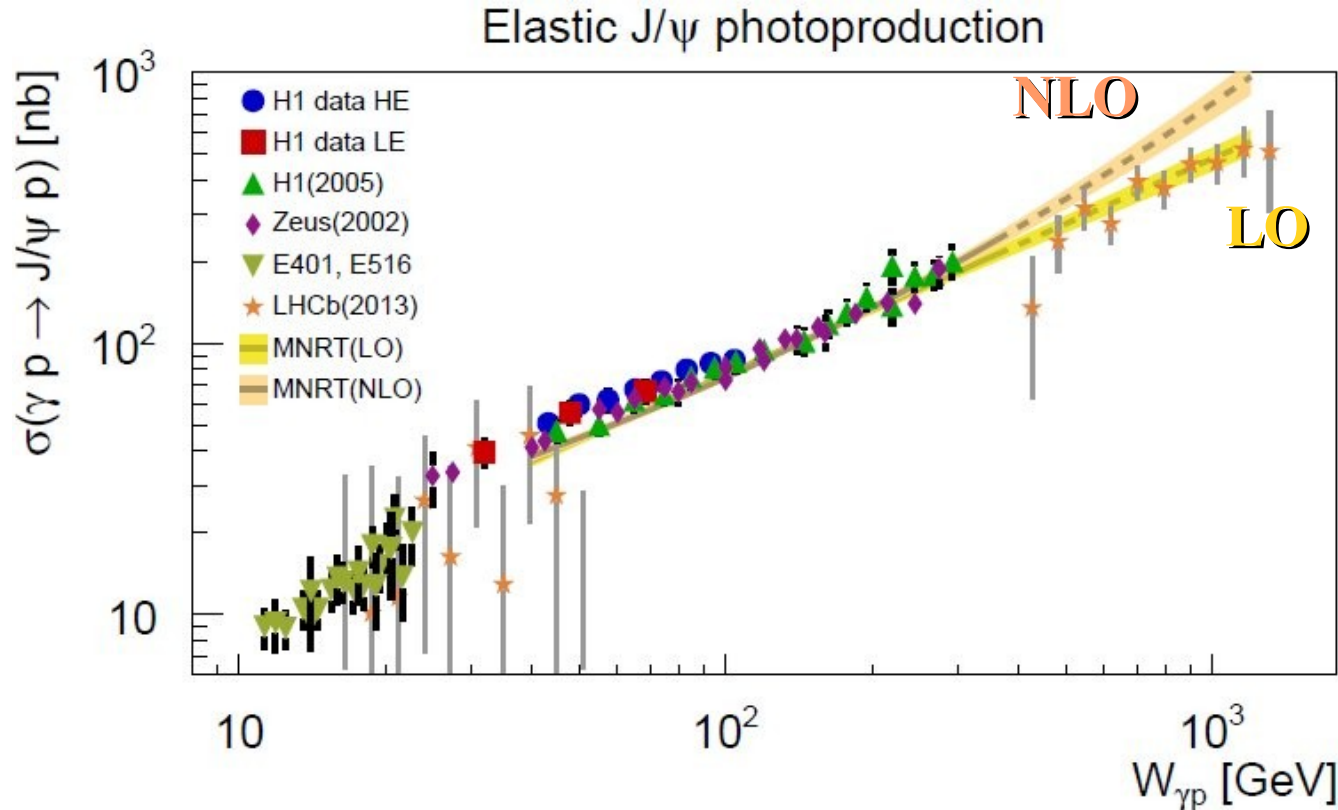 Elastic J/ψ photoproduction
σ(γ p → J/ψ p) [nb]
10³
10²
10
H1 data HE
H1 data LE
H1(2005)
Zeus(2002)
E401, E516
LHCb(2013)
MNRT(LO)
MNRT(NLO)
NLO
LO
10
10²
10³
Wγp [GeV]